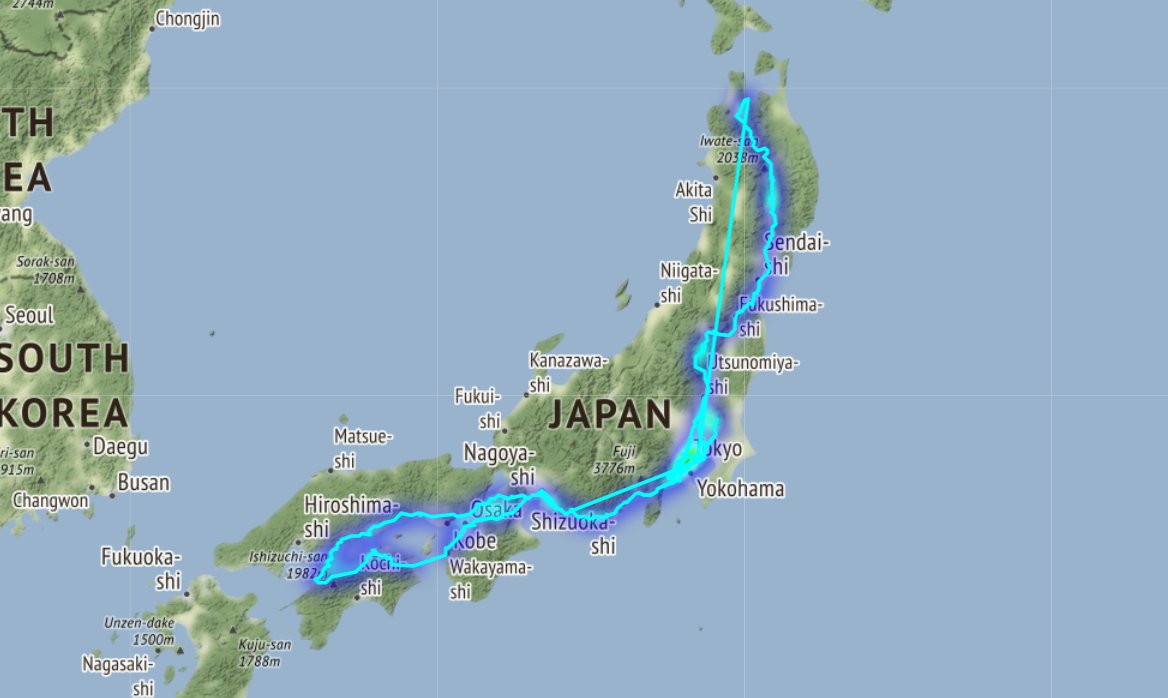 2744m
Chongjin
TH
EA
ang
Sorak-san
1708m
Seoul
SOUTH
KOREA
ri-san
915m
Daegu
Changwon
Busan
Fukuoka-
shi
Unzen-dake
1500m
Nagasaki-
shi
Kuju-san
1788m
Matsue-
shi
Hiroshima-
shi
Ishizuchi-san
1982m
Kōchi-
shi
Kanazawa-
shi
Fukui-
shi
Nagoya-
shi
Osaka
Kobe
Wakayama-
shi
JAPAN
Fuji
3776m
Shizuoka-
shi
Tokyo
Yokohama
Utsunomiya-
shi
Fukushima-
shi
Niigata-
shi
Sendai-
shi
Akita
Shi
Iwate-san
2038m